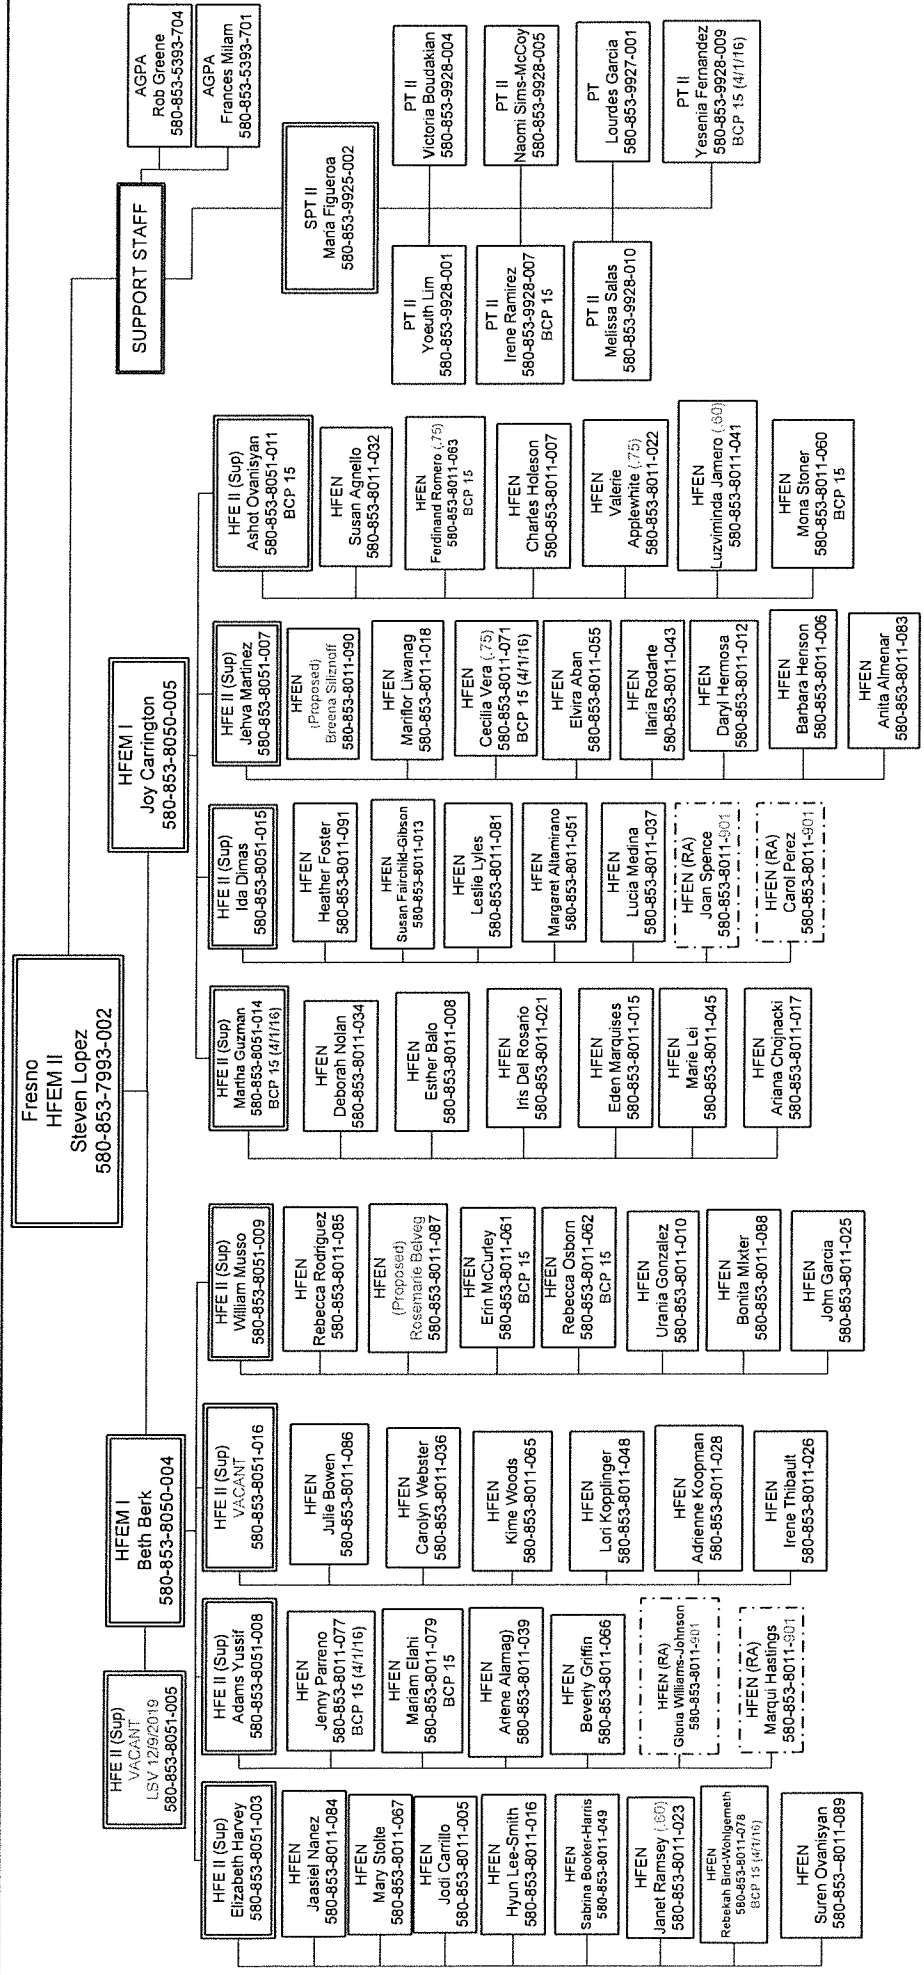 Fresno
HFEM II
Steven Lopez
580-853-7993-002
HFE II (Sup)
VACANT
LSV 12/9/2019
580-853-8051-005
HFEM I
Beth Berk
580-853-8050-004
HFE II (Sup)
Elizabeth Harvey
580-853-8051-003
HFEN
Jaasiel Nanez
580-853-8011-084
HFEN
Mary Stolte
580-853-8011-067
HFEN
Jodi Carrillo
580-853-8011-005
HFEN
Hyun Lee-Smith
580-853-8011-016
HFEN
Sabrina Booker-Harris
580-853-8011-049
HFEN
Janet Ramsey (.60)
580-853-8011-023
HFEN
Rebekah Bird-Wohlgemeth
580-853-8011-078
BCP 15 (4/1/16)
HFEN
Suren Ovanisyan
580-853--8011-089
HFE II (Sup)
Adams Yussif
580-853-8051-008
HFEN
Jenny Parreno
580-853-8011-077
BCP 15 (4/1/16)
HFEN
Mariam Elahi
580-853-8011-079
BCP 15
HFEN
Arlene Alamag)
580-853-8011-039
HFEN
Beverly Griffin
580-853-8011-066
HFEN (RA)
Gloria Williams-Johnson
580-853-8011-901
HFEN (RA)
Marqui Hastings
580-853-8011-901
HFE II (Sup)
VACANT
580-853-8051-016
HFEN
Julie Bowen
580-853-8011-086
HFEN
Carolyn Webster
580-853-8011-036
HFEN
Kime Woods
580-853-8011-065
HFEN
Lori Kopplinger
580-853-8011-048
HFEN
Adrienne Koopman
580-853-8011-028
HFEN
Irene Thibault
580-853-8011-026
HFE II (Sup)
William Musso
580-853-8051-009
HFEN
Rebecca Rodriguez
580-853-8011-085
HFEN
(Proposed)
Rosemarie Belveg
580-853-8011-087
HFEN
Erin McCurley
580-853-8011-061
BCP 15
HFEN
Rebecca Osborn
580-853-8011-062
BCP 15
HFEN
Urania Gonzalez
580-853-8011-010
HFEN
Bonita MIxter
580-853-8011-088
HFEN
John Garcia
580-853-8011-025
HFEM I
Joy Carrington
580-853-8050-005
HFE II (Sup)
Martha Guzman
580-853-8051-014
BCP 15 (4/1/16)
HFEN
Deborah Nolan
580-853-8011-034
HFEN
Esther Balo
580-853-8011-008
HFEN
Iris Del Rosario
580-853-8011-021
HFEN
Eden Marquises
580-853-8011-015
HFEN
Marie Lei
580-853-8011-045
HFEN
Ariana Chojnacki
580-853-8011-017
HFE II (Sup)
Ida Dimas
580-853-8051-015
HFEN
Heather Foster
580-853-8011-091
HFEN
Susan Fairchild-Gibson
580-853-8011-013
HFEN
Leslie Lyles
580-853-8011-081
HFEN
Margaret Altamirano
580-853-8011-051
HFEN
Lucia Medina
580-853-8011-037
HFEN (RA)
Joan Spence
580-853-8011-901
HFEN (RA)
Carol Perez
580-853-8011-901
HFE II (Sup)
Jehva Martinez
580-853-8051-007
HFEN
(Proposed)
Breena Siliznoff
580-853-8011-090
HFEN
Mariflor Liwanag
580-853-8011-018
HFEN
Cecilia Vera (.75)
580-853-8011-071
BCP 15 (4/1/16)
HFEN
Elvira Aban
580-853-8011-055
HFEN
Ilaria Rodarte
580-853-8011-043
HFEN
Daryl Hermosa
580-853-8011-012
HFEN
Barbara Henson
580-853-8011-006
HFEN
Anita Almenar
580-853-8011-083
HFE II (Sup)
Ashot Ovanisyan
580-853-8051-011
BCP 15
HFEN
Susan Agnello
580-853-8011-032
HFEN
Ferdinand Romero (.75)
580-853-8011-063
BCP 15
HFEN
Charles Holeson
580-853-8011-007
HFEN
Valerie
Applewhite (.75)
580-853-8011-022
HFEN
Luzviminda Jamero (.60)
580-853-8011-041
HFEN
Mona Stoner
580-853-8011-060
BCP 15
SUPPORT STAFF
AGPA
Rob Greene
580-853-5393-704
AGPA
Frances Milam
580-853-5393-701
SPT II
Maria Figueroa
580-853-9925-002
PT II
Yoeuth Lim
580-853-9928-001
PT II
Victoria Boudakian
580-853-9928-004
PT II
Irene Ramirez
580-853-9928-007
BCP 15
PT II
Naomi Sims-McCoy
580-853-9928-005
PT II
Melissa Salas
580-853-9928-010
PT
Lourdes Garcia
580-853-9927-001
PT II
Yesenia Fernandez
580-853-9928-009
BCP 15 (4/1/16)